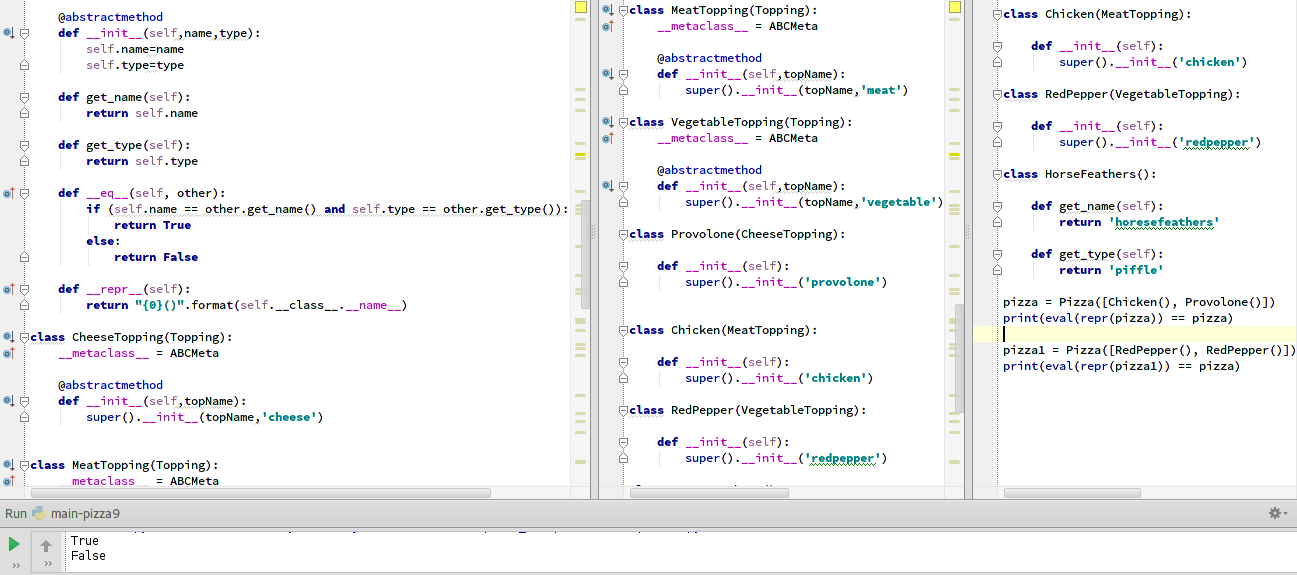 @abstractmethod
def __init__(self,name,type):
self.name=name
self.type=type
def get_name(self):
return self.name
def get_type(self):
return self.type
def __eq__(self, other):
if (self.name == other.get_name() and self.type == other.get_type()):
return True
else:
return False
def __repr__(self):
return "{0}()".format(self.__class__.__name__)
class CheeseTopping(Topping):
__metaclass__ = ABCMeta
@abstractmethod
def __init__(self,topName):
super().__init__(topName,'cheese')
class MeatTopping(Topping):
__metaclass__ = ABCMeta
class MeatTopping(Topping):
__metaclass__ = ABCMeta
@abstractmethod
def __init__(self,topName):
super().__init__(topName,'meat')
class VegetableTopping(Topping):
__metaclass__ = ABCMeta
@abstractmethod
def __init__(self,topName):
super().__init__(topName,'vegetable')
class Provolone(CheeseTopping):
def __init__(self):
super().__init__('provolone')
class Chicken(MeatTopping):
def __init__(self):
super().__init__('chicken')
class RedPepper(VegetableTopping):
def __init__(self):
super().__init__('redpepper')
class Chicken(MeatTopping):
def __init__(self):
super().__init__('chicken')
class RedPepper(VegetableTopping):
def __init__(self):
super().__init__('redpepper')
class HorseFeathers():
def get_name(self):
return 'horesefeathers'
def get_type(self):
return 'piffle'
pizza = Pizza([Chicken(), Provolone()])
print(eval(repr(pizza)) == pizza)
pizza1 = Pizza([RedPepper(), RedPepper()])
print(eval(repr(pizza1)) == pizza)
Run main-pizza9
True
False